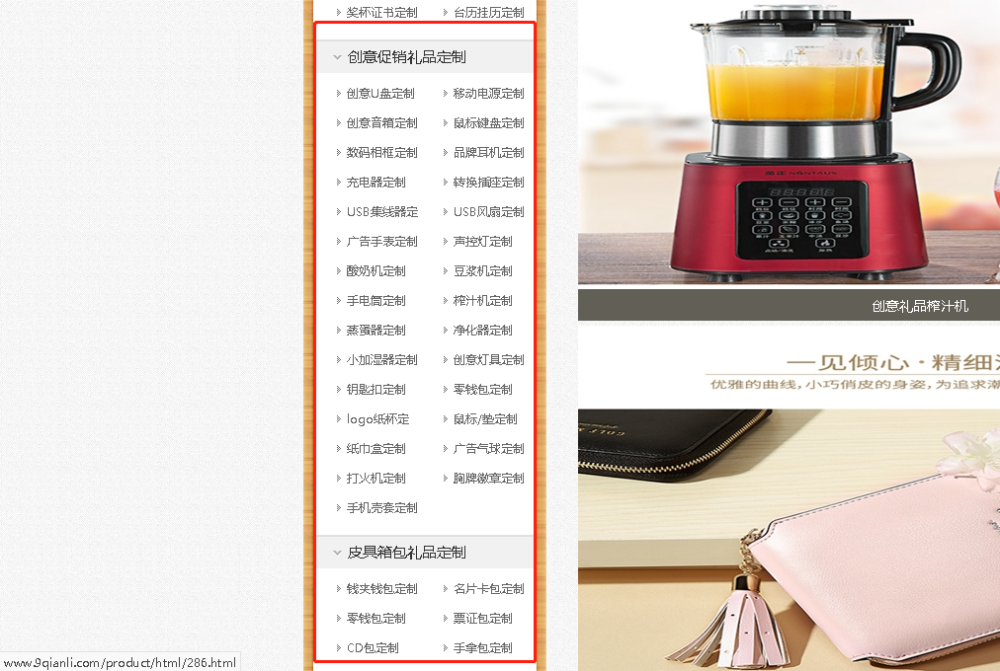 奖杯证书定制 台历挂历定制
创意促销礼品定制
创意U盘定制 移动电源定制
创意音箱定制 鼠标键盘定制
数码相框定制 品牌耳机定制
充电器定制 转换插座定制
USB集线器定 USB风扇定制
广告手表定制 声控灯定制
酸奶机定制 豆浆机定制
手电筒定制 榨汁机定制
蒸蛋器定制 净化器定制
小加湿器定制 创意灯具定制
钥匙扣定制 零钱包定制
logo纸杯定 鼠标/垫定制
纸巾盒定制 广告气球定制
打火机定制 胸牌徽章定制
手机壳套定制
皮具箱包礼品定制
钱夹钱包定制 名片卡包定制
零钱包定制 票证包定制
CD包定制 手拿包定制
www.9qianli.com/product/html/286.html
创意礼品榨汁机
一见倾心·精细
优雅的曲线,小巧俏皮的身姿,为追求潮